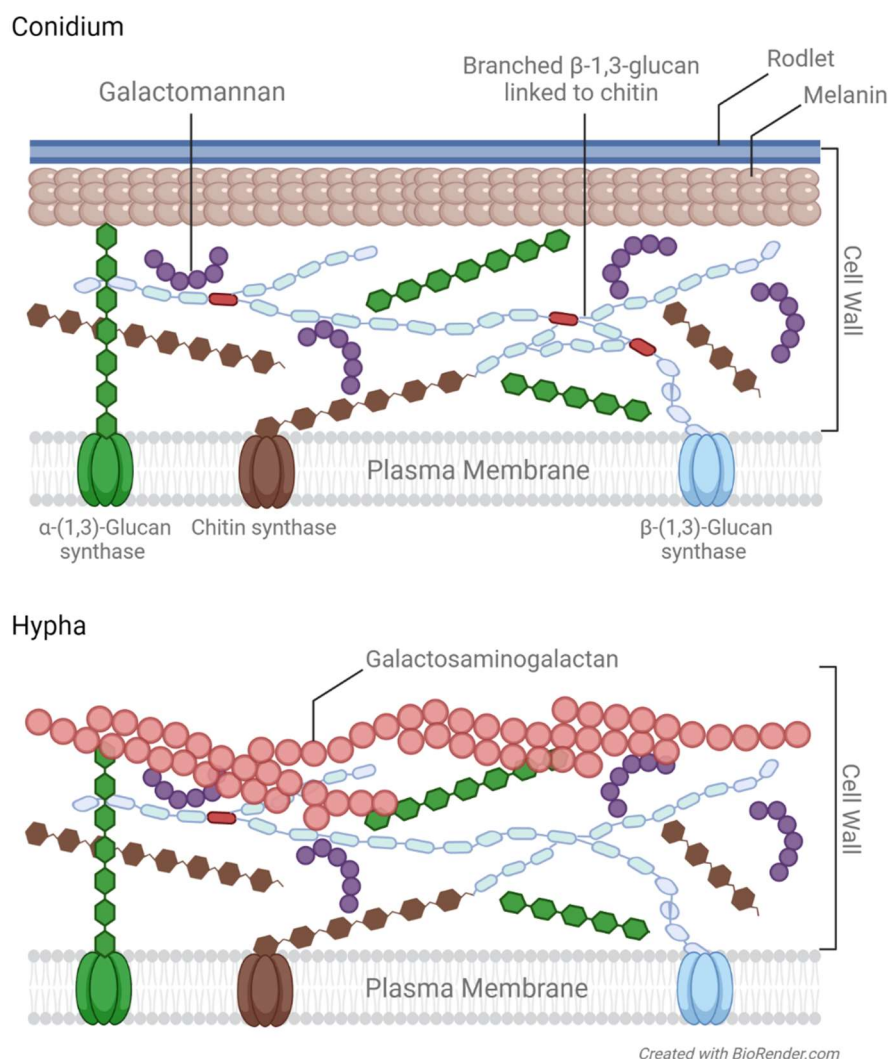 Conidium
Galactomannan
Branched β-1,3-glucan
linked to chitin
Rodlet
Melanin
Cell Wall
Plasma Membrane
α-(1,3)-Glucan
synthase
Chitin synthase
β-(1,3)-Glucan
synthase
Hypha
Galactosaminogalactan
Cell Wall
Plasma Membrane
Created with BioRender.com